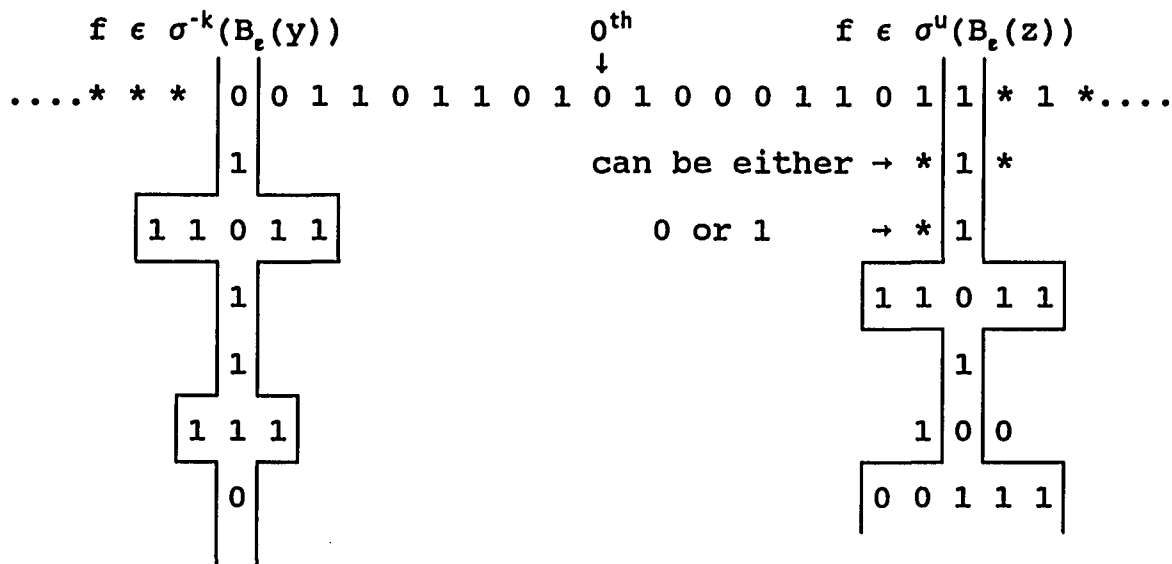 f ϵ σ⁻ᵏ(B_ε(y)) 0ᵗʰ f ϵ σᵘ(B_ε(z))
↓
....* * * 0 0 1 1 0 1 1 0 1 0 1 0 0 0 1 1 0 1 1 * 1 *....
1 can be either → * 1 *
1 1 0 1 1 0 or 1 → * 1
1 1 1 0 1 1
1 1
1 1 1 1 0 0
0 0 0 1 1 1